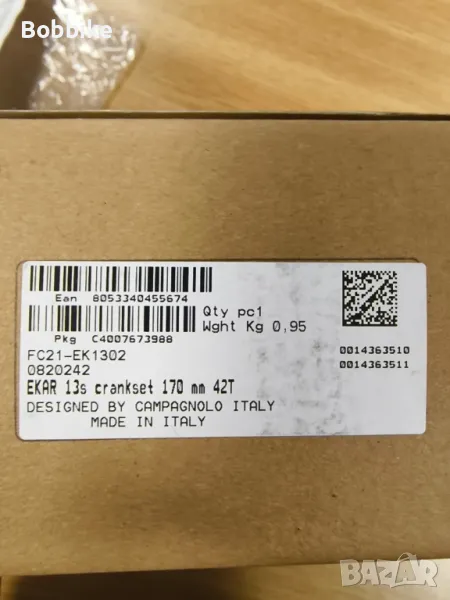 Bobbike
Ean 8053340455674
Pkg C4007673988
Qty pc1
Wght Kg 0,95
0014363510
0014363511
FC21-EK1302
0820242
EKAR 13s crankset 170 mm 42T
DESIGNED BY CAMPAGNOLO ITALY
MADE IN ITALY
BAZAR